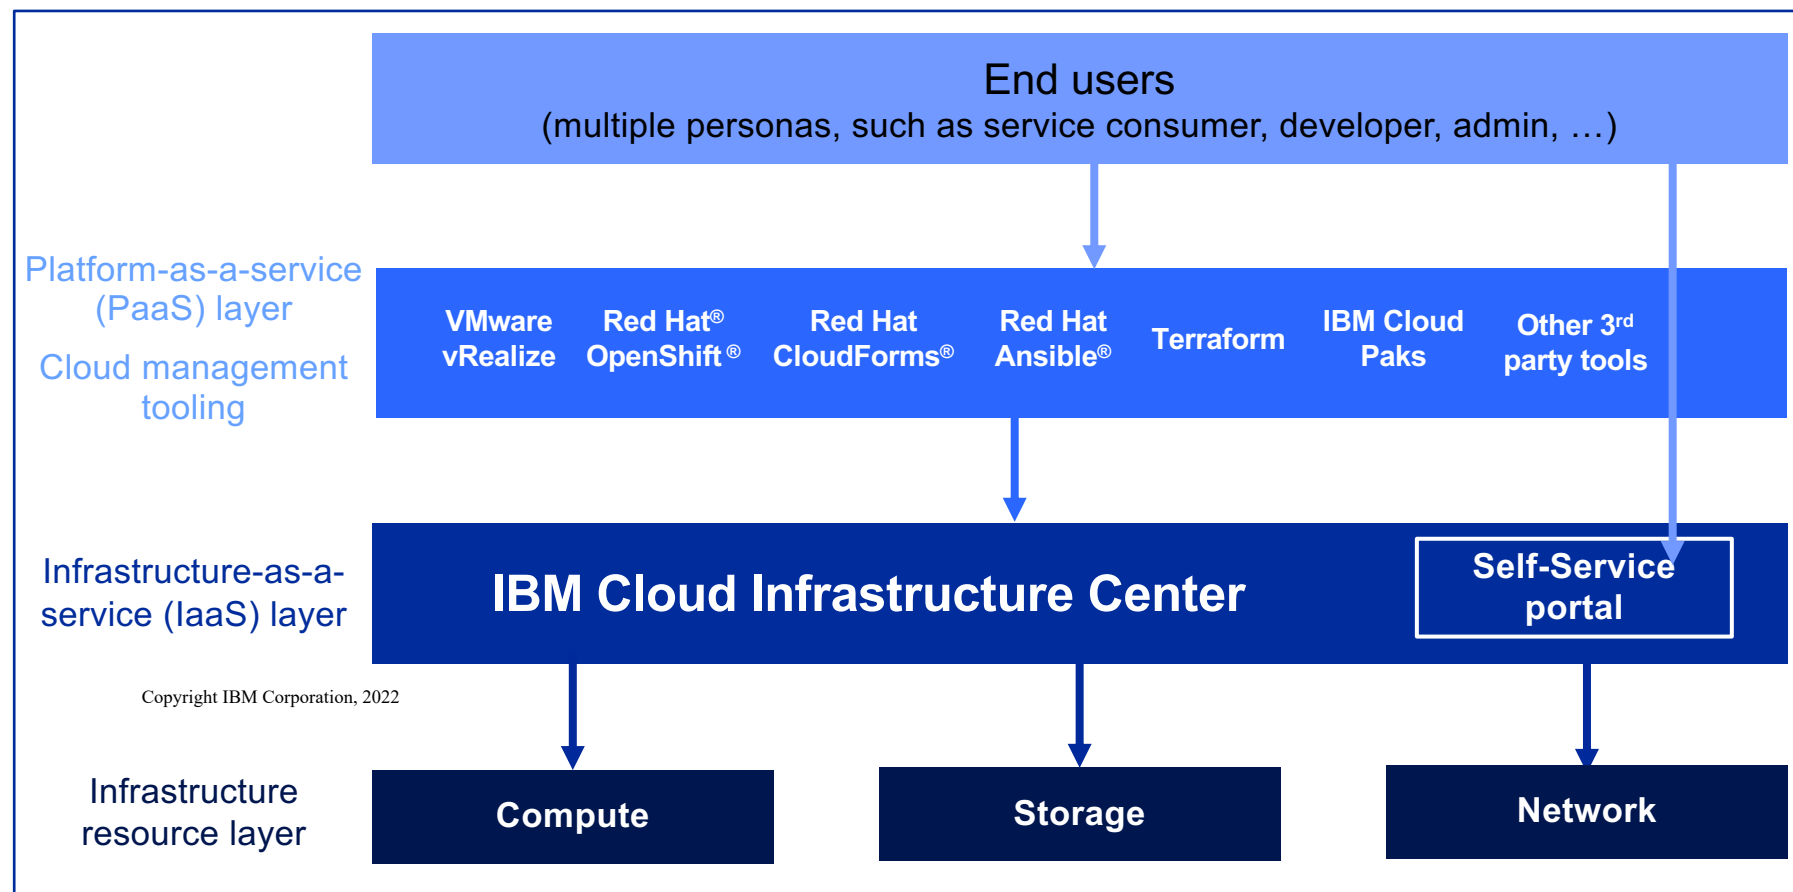 End users
(multiple personas, such as service consumer, developer, admin, …)
Platform-as-a-service
(PaaS) layer
Cloud management
tooling
VMware
vRealize
Red Hat®
OpenShift®
Red Hat
CloudForms®
Red Hat
Ansible®
Terraform
IBM Cloud
Paks
Other 3rd
party tools
Infrastructure-as-a-
service (IaaS) layer
IBM Cloud Infrastructure Center
Self-Service
portal
Copyright IBM Corporation, 2022
Infrastructure
resource layer
Compute
Storage
Network